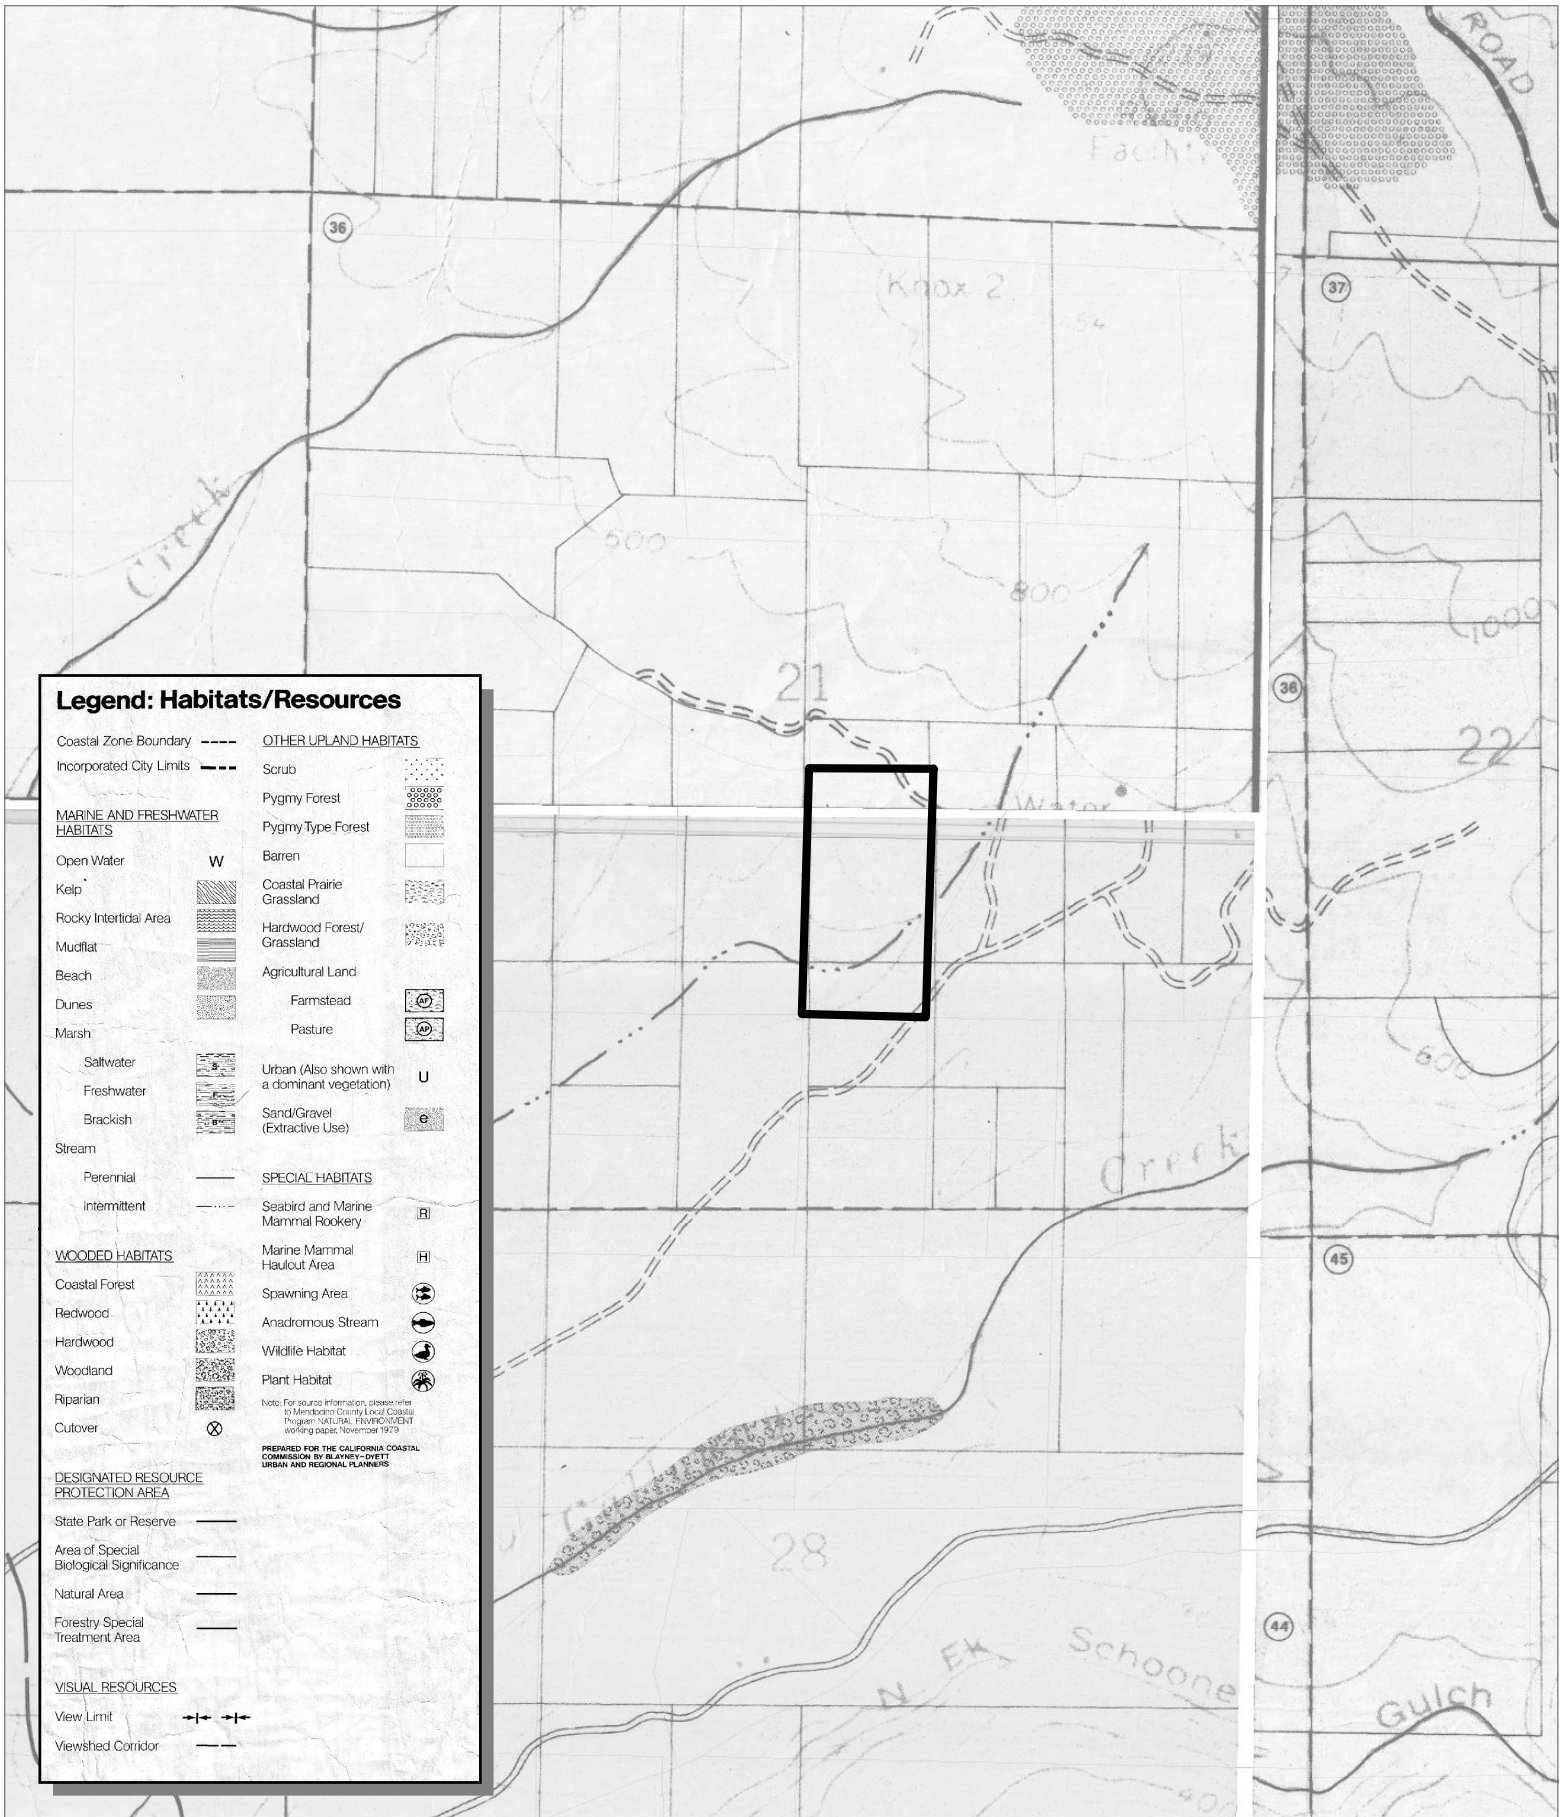 ROAD
Facility
36
(Knox 2)
54
37
Creek
600
800
1000
21
36
22
Water
Legend: Habitats/Resources
Coastal Zone Boundary
Incorporated City Limits
MARINE AND FRESHWATER
HABITATS
Open Water W
Kelp
Rocky Intertidal Area
Mudflat
Beach
Dunes
Marsh
Saltwater S
Freshwater F
Brackish B
Stream
Perennial
Intermittent
WOODED HABITATS
Coastal Forest
Redwood
Hardwood
Woodland
Riparian
Cutover
DESIGNATED RESOURCE
PROTECTION AREA
State Park or Reserve
Area of Special
Biological Significance
Natural Area
Forestry Special
Treatment Area
VISUAL RESOURCES
View Limit
Viewshed Corridor
OTHER UPLAND HABITATS
Scrub
Pygmy Forest
Pygmy Type Forest
Barren
Coastal Prairie
Grassland
Hardwood Forest/
Grassland
Agricultural Land
Farmstead AF
Pasture AP
Urban (Also shown with
a dominant vegetation) U
Sand/Gravel
(Extractive Use) e
SPECIAL HABITATS
Seabird and Marine
Mammal Rookery R
Marine Mammal
Haulout Area H
Spawning Area
Anadromous Stream
Wildlife Habitat
Plant Habitat
Note: For source information, please refer
to Mendocino County Local Coastal
Program NATURAL ENVIRONMENT
working paper, November 1979
PREPARED FOR THE CALIFORNIA COASTAL
COMMISSION BY BLAYNEY-DYETT
URBAN AND REGIONAL PLANNERS
600
Creek
45
28
44
N Fk Schoone
Gulch
400